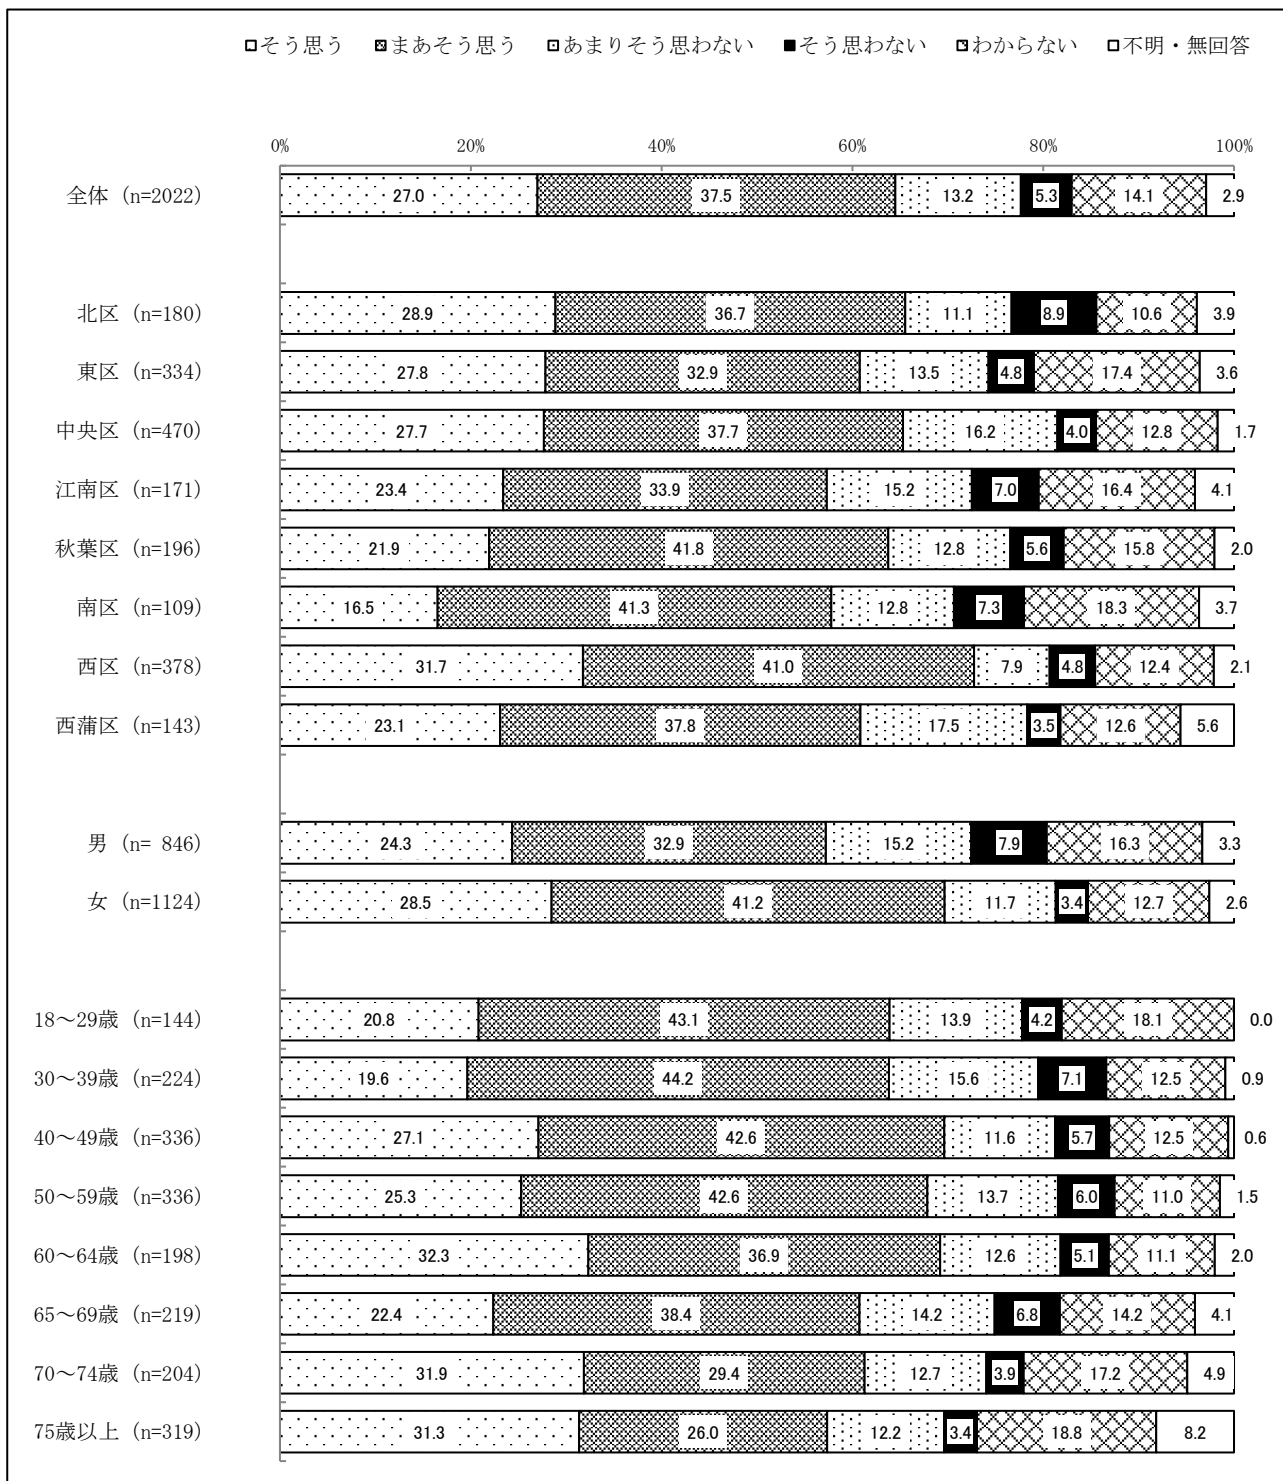 そう思う まあそう思う あまりそう思わない そう思わない わからない 不明・無回答
0% 20% 40% 60% 80% 100%
全体 (n=2022) 27.0 37.5 13.2 5.3 14.1 2.9
北区 (n=180) 28.9 36.7 11.1 8.9 10.6 3.9
東区 (n=334) 27.8 32.9 13.5 4.8 17.4 3.6
中央区 (n=470) 27.7 37.7 16.2 4.0 12.8 1.7
江南区 (n=171) 23.4 33.9 15.2 7.0 16.4 4.1
秋葉区 (n=196) 21.9 41.8 12.8 5.6 15.8 2.0
南区 (n=109) 16.5 41.3 12.8 7.3 18.3 3.7
西区 (n=378) 31.7 41.0 7.9 4.8 12.4 2.1
西蒲区 (n=143) 23.1 37.8 17.5 3.5 12.6 5.6
男 (n= 846) 24.3 32.9 15.2 7.9 16.3 3.3
女 (n=1124) 28.5 41.2 11.7 3.4 12.7 2.6
18～29歳 (n=144) 20.8 43.1 13.9 4.2 18.1 0.0
30～39歳 (n=224) 19.6 44.2 15.6 7.1 12.5 0.9
40～49歳 (n=336) 27.1 42.6 11.6 5.7 12.5 0.6
50～59歳 (n=336) 25.3 42.6 13.7 6.0 11.0 1.5
60～64歳 (n=198) 32.3 36.9 12.6 5.1 11.1 2.0
65～69歳 (n=219) 22.4 38.4 14.2 6.8 14.2 4.1
70～74歳 (n=204) 31.9 29.4 12.7 3.9 17.2 4.9
75歳以上 (n=319) 31.3 26.0 12.2 3.4 18.8 8.2